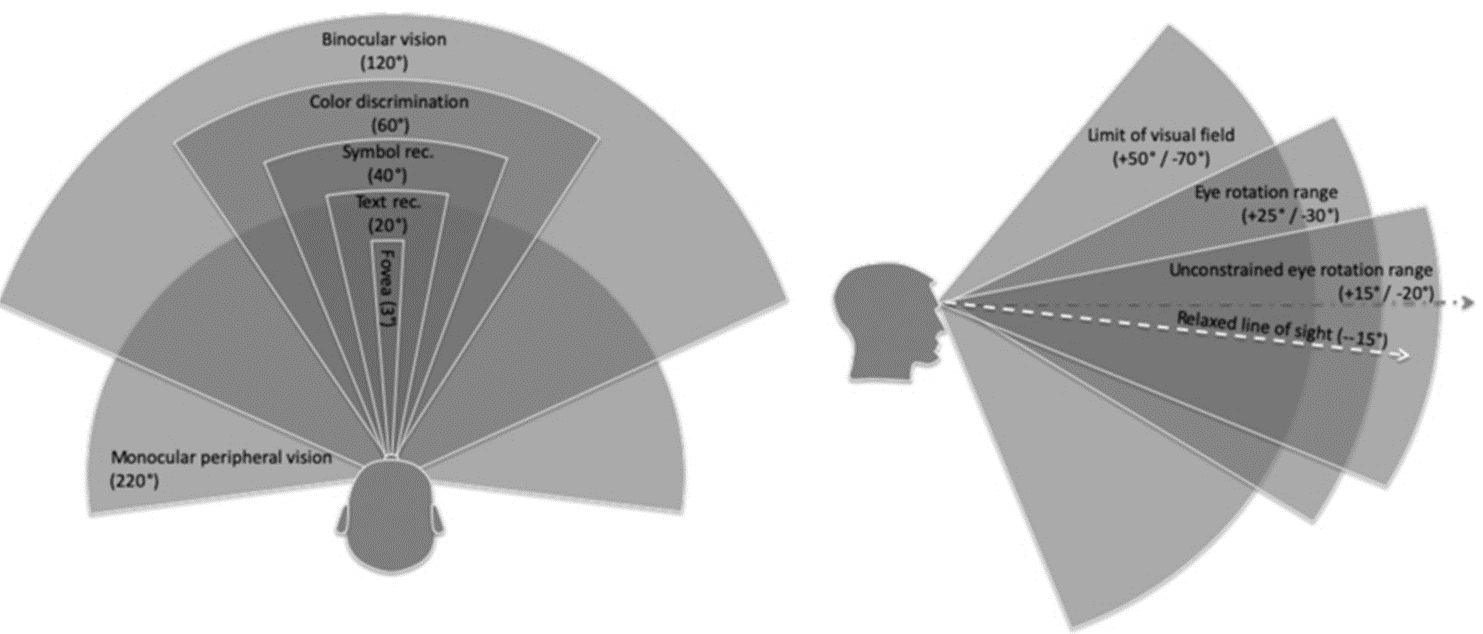 Binocular vision
(120°)
Color discrimination
(60°)
Symbol rec.
(40°)
Text rec.
(20°)
Fovea (3°)
Monocular peripheral vision
(220°)
Limit of visual field
(+50° / -70°)
Eye rotation range
(+25° / -30°)
Unconstrained eye rotation range
(+15° / -20°)
Relaxed line of sight (--15°)